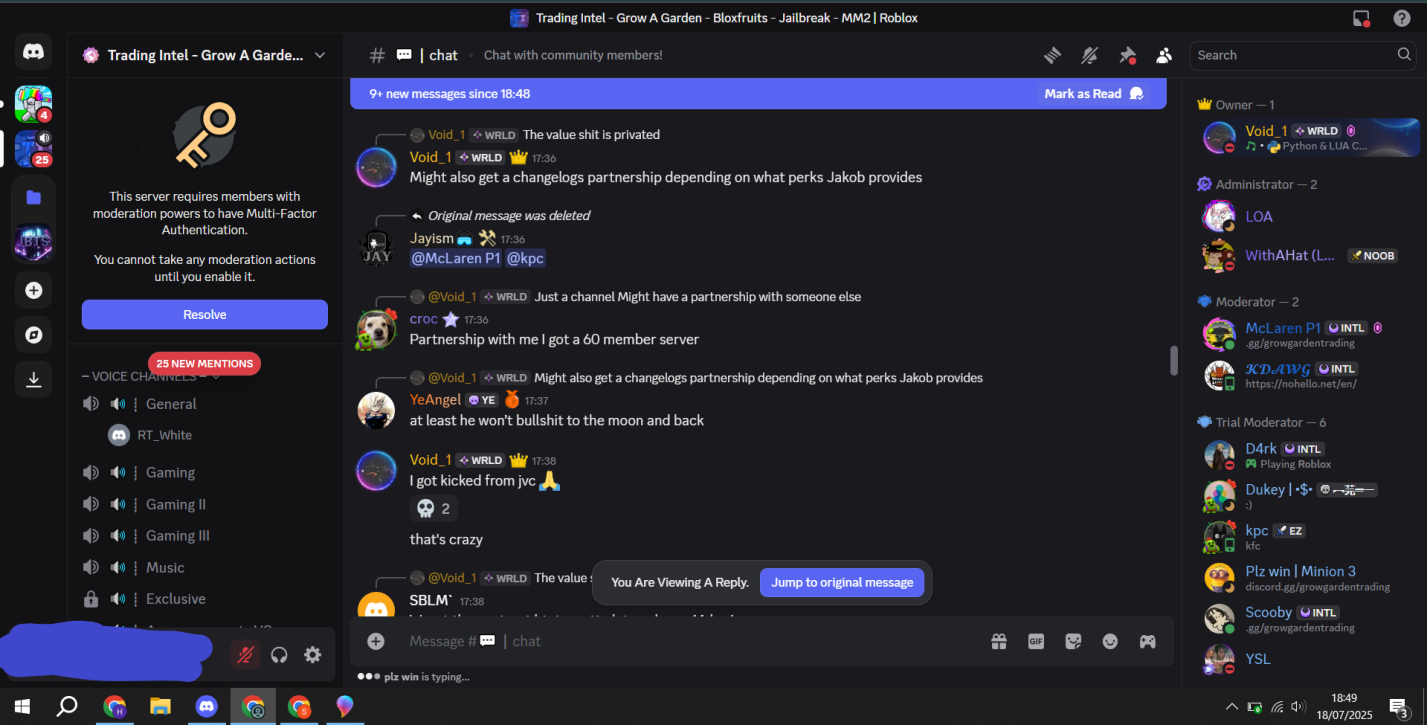 Trading Intel - Grow A Garden - Bloxfruits - Jailbreak - MM2 | Roblox
Trading Intel - Grow A Garde...
# 💬 | chat
Chat with community members!
Search
4
25
This server requires members with
moderation powers to have Multi-Factor
Authentication.
You cannot take any moderation actions
until you enable it.
Resolve
25 NEW MENTIONS
– VOICE CHANNELS –
General
RT_White
Gaming
Gaming II
Gaming III
Music
Exclusive
9+ new messages since 18:48
Mark as Read
Void_1 WRLD The value shit is privated
Void_1 WRLD 17:36
Might also get a changelogs partnership depending on what perks Jakob provides
Original message was deleted
JAY
Jayism 17:36
@McLaren P1 @kpc
@Void_1 WRLD Just a channel Might have a partnership with someone else
croc 17:36
Partnership with me I got a 60 member server
@Void_1 WRLD Might also get a changelogs partnership depending on what perks Jakob provides
YeAngel YE 17:37
at least he won't bullshit to the moon and back
Void_1 WRLD 17:38
I got kicked from jvc 🙏
💀 2
that's crazy
@Void_1 WRLD The value
SBLM` 17:38
You Are Viewing A Reply.
Jump to original message
Message #💬 | chat
GIF
plz win is typing...
Owner — 1
Void_1 WRLD
Python & LUA C...
Administrator — 2
LOA
WithAHat (L... NOOB
Moderator — 2
McLaren P1 INTL
.gg/growgardentrading
𝓚𝓓𝓐𝓦𝓖 INTL
https://nohello.net/en/
Trial Moderator — 6
D4rk INTL
Playing Roblox
Dukey | •$•
:)
kpc EZ
kfc
Plz win | Minion 3
discord.gg/growgardentrading
Scooby INTL
.gg/growgardentrading
YSL
18:49
18/07/2025
3